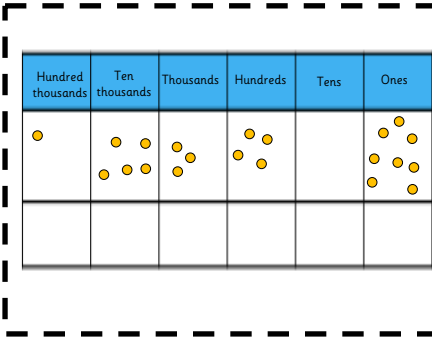 Hundred
thousands
Ten
thousands
Thousands
Hundreds
Tens
Ones